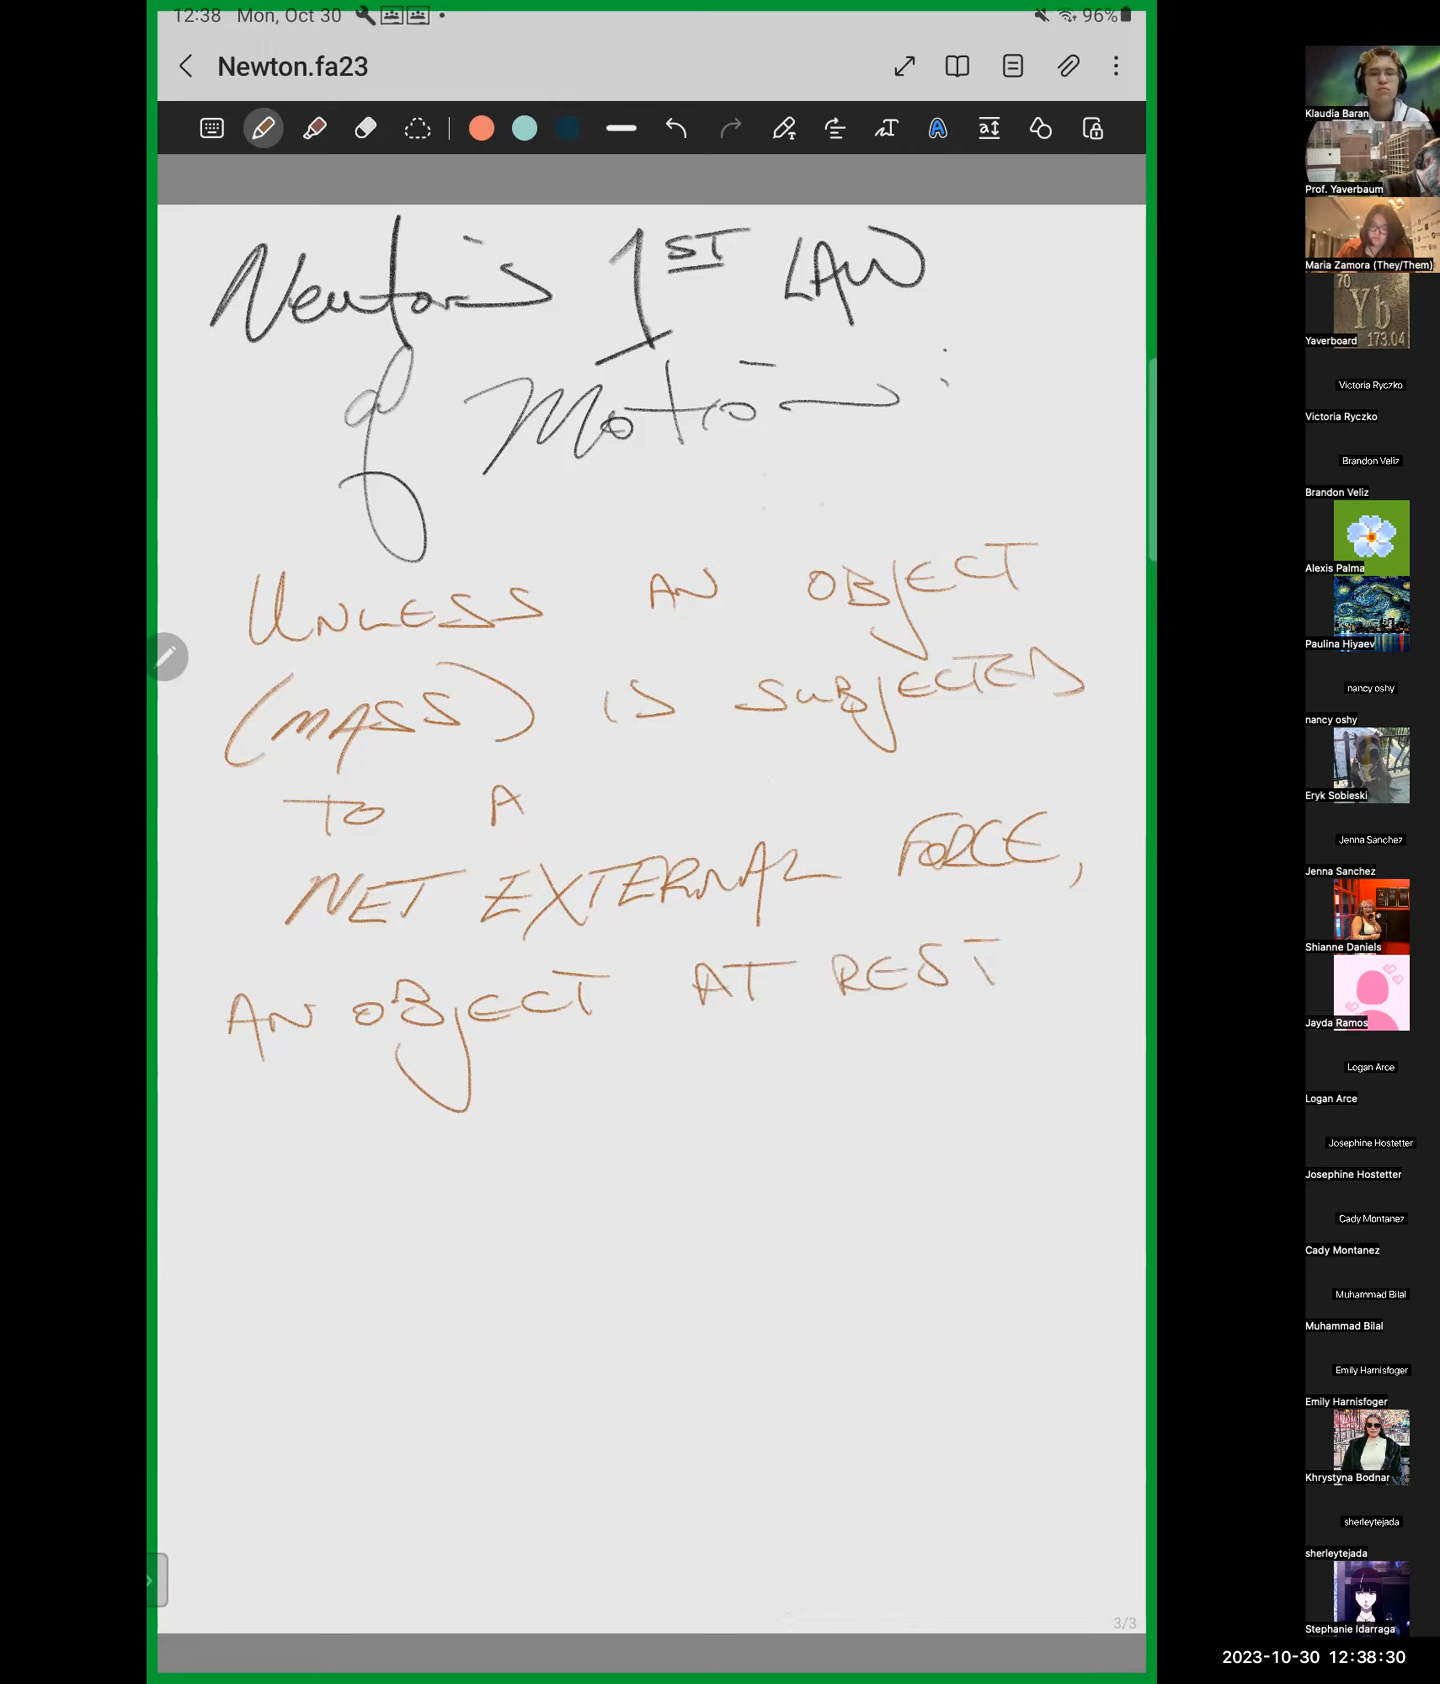 12:38 Mon, Oct 30
96%
Newton.fa23
Newton's 1ST LAW
of Motion:
UNLESS AN OBJECT
(MASS) IS SUBJECTED
TO A
NET EXTERNAL FORCE,
AN OBJECT AT REST
3/3
Klaudia Baran
Prof. Yaverbaum
Maria Zamora (They/Them)
70
Yb
173.04
Yaverboard
Victoria Ryczko
Victoria Ryczko
Brandon Veliz
Brandon Veliz
Alexis Palma
Paulina Hiyaev
nancy oshy
nancy oshy
Eryk Sobieski
Jenna Sanchez
Jenna Sanchez
Shianne Daniels
Jayda Ramos
Logan Arce
Logan Arce
Josephine Hostetter
Josephine Hostetter
Cady Montanez
Cady Montanez
Muhammad Bilal
Muhammad Bilal
Emily Harnisfoger
Emily Harnisfoger
Khrystyna Bodnar
sherleytejada
sherleytejada
Stephanie Idarraga
2023-10-30 12:38:30